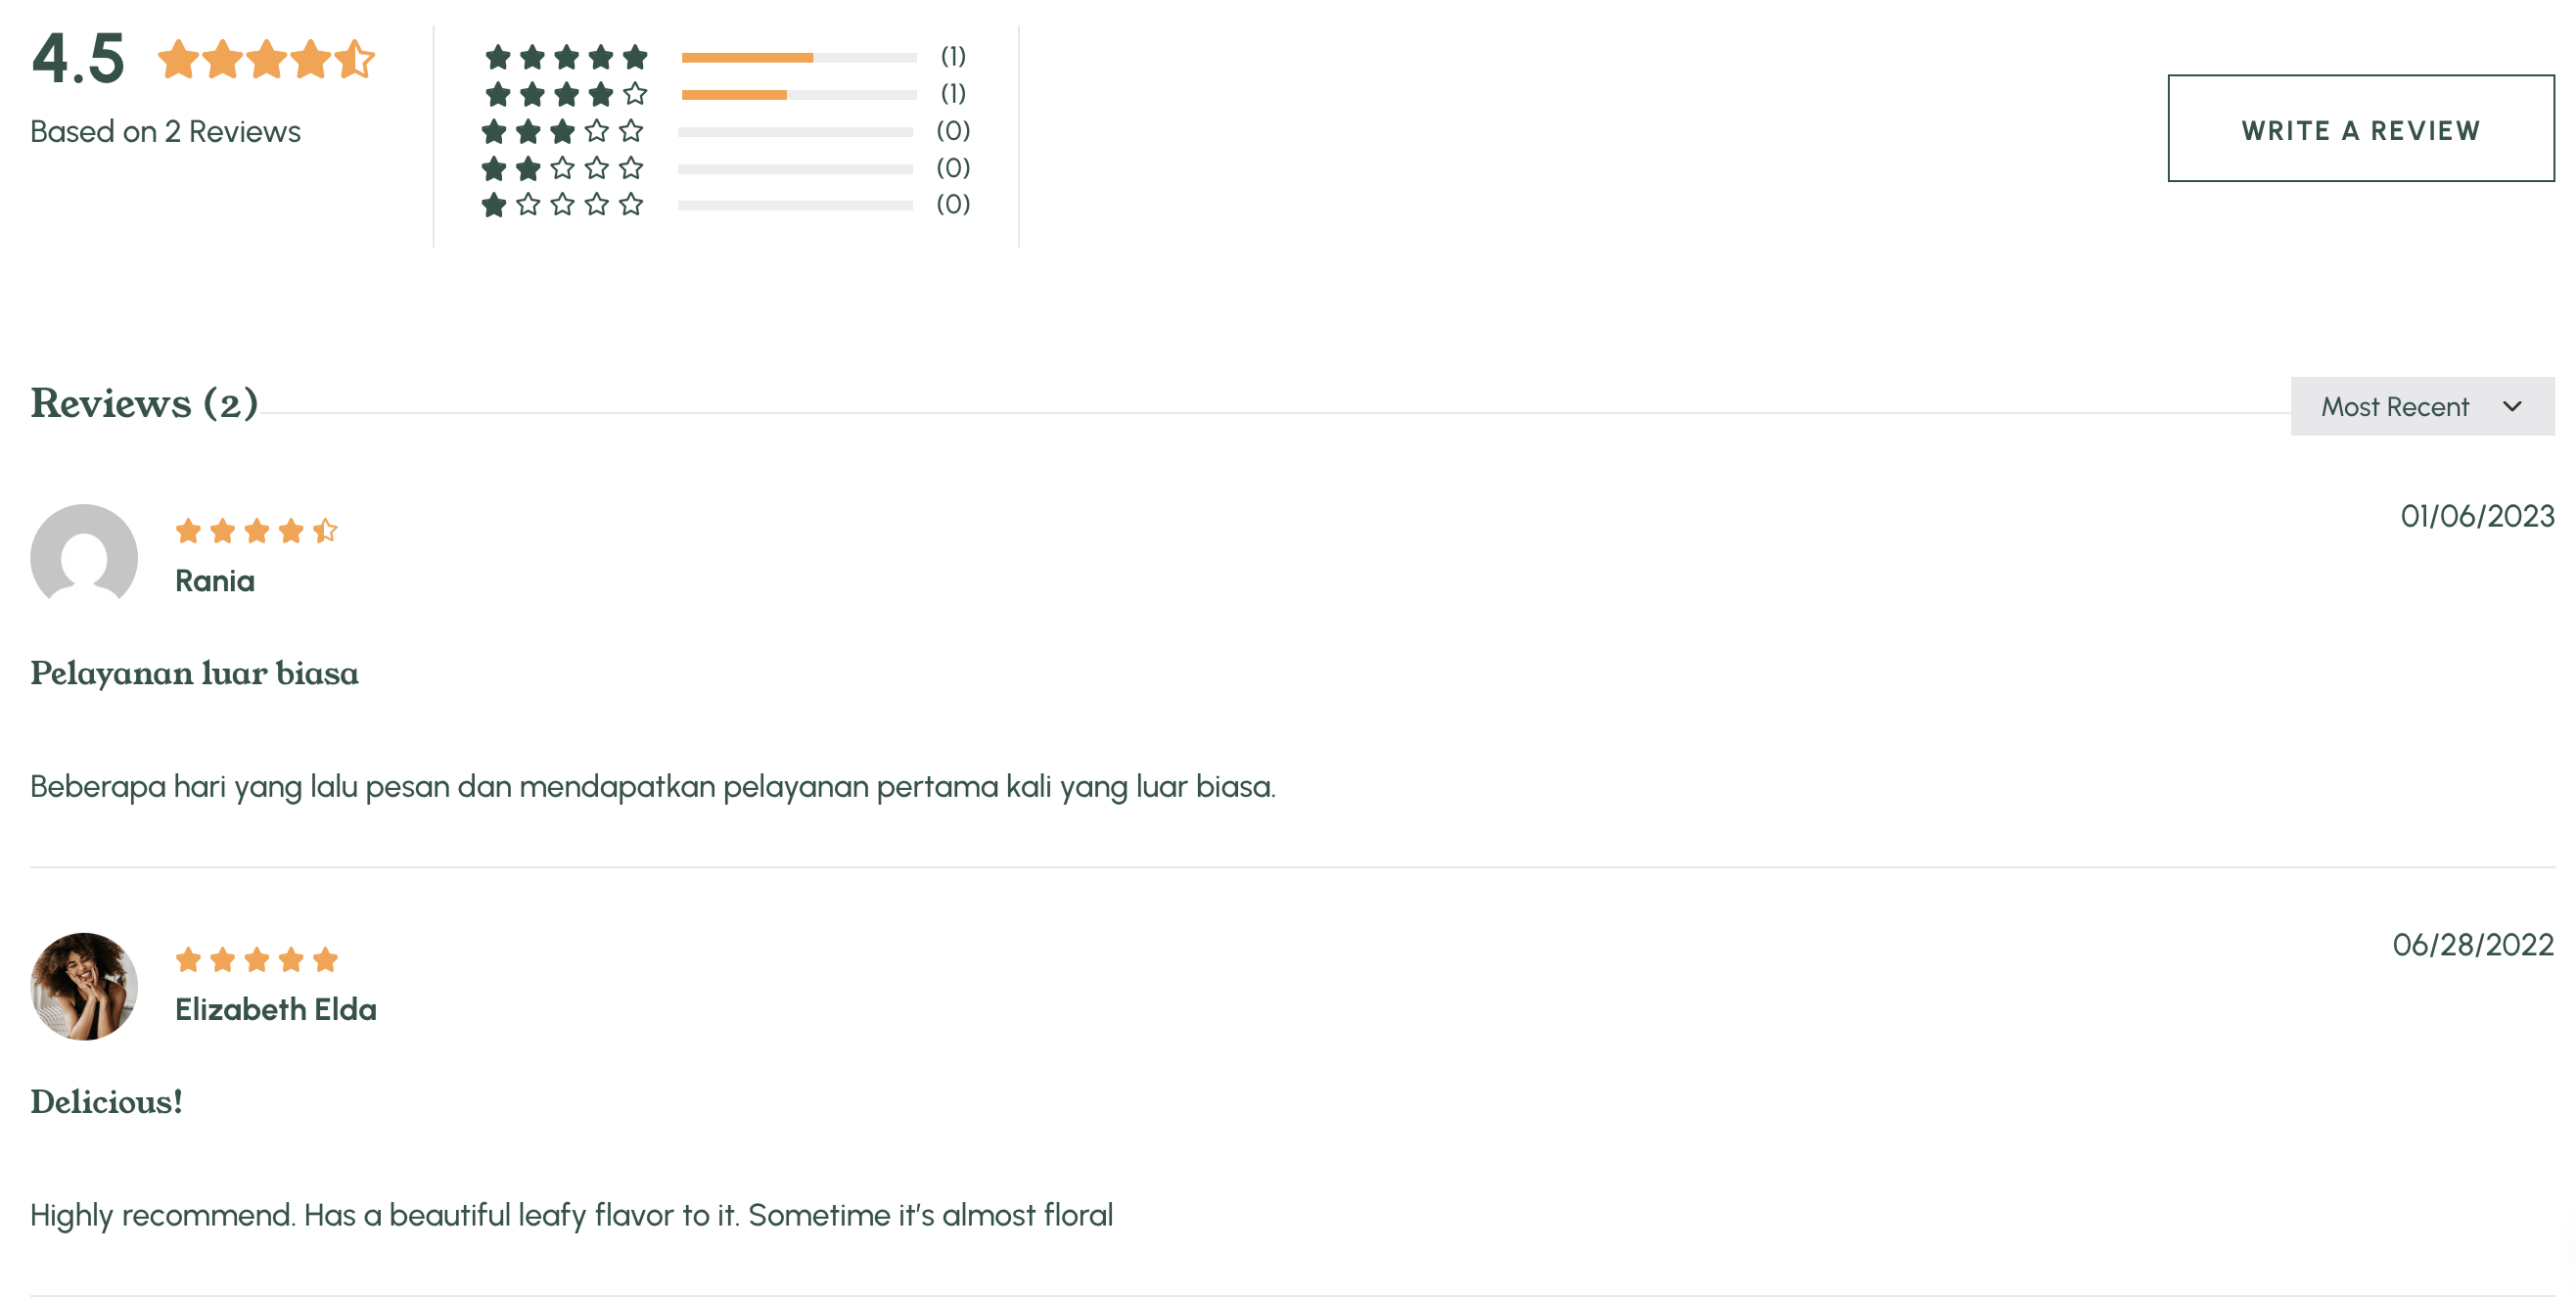 4.5
Based on 2 Reviews
(1)
(1)
(0)
(0)
(0)
WRITE A REVIEW
Reviews (2)
Most Recent
01/06/2023
Rania
Pelayanan luar biasa
Beberapa hari yang lalu pesan dan mendapatkan pelayanan pertama kali yang luar biasa.
06/28/2022
Elizabeth Elda
Delicious!
Highly recommend. Has a beautiful leafy flavor to it. Sometime it's almost floral